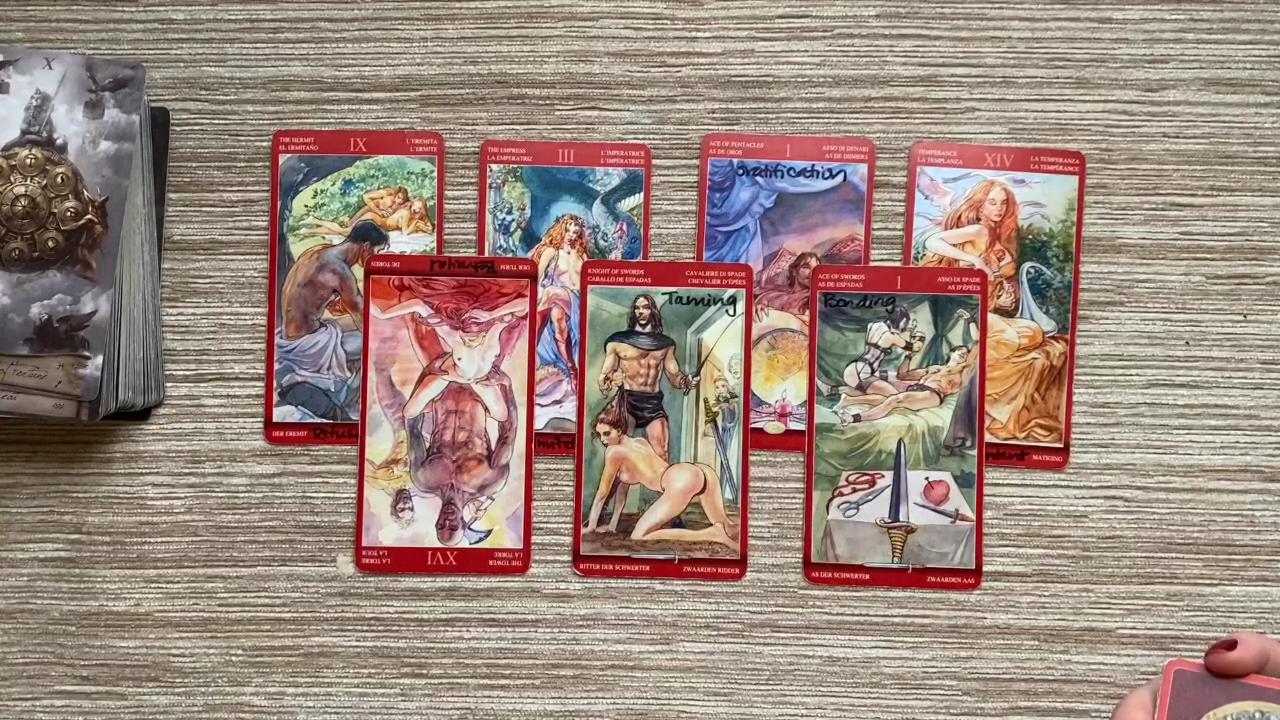 X
THE HERMIT
EL ERMITAÑO
IX
L'EREMITA
L'ERMITE
DER EREMIT
THE EMPRESS
LA EMPERATRIZ
III
L'IMPERATRICE
L'IMPÉRATRICE
ACE OF PENTACLES
AS DE OROS
1
ASSO DI DENARI
AS DE DENIERS
Gratification
TEMPERANCE
LA TEMPLANZA
XIV
LA TEMPERANZA
LA TEMPÉRANCE
MATIGING
DE TOREN
DER TURM
LA TORRE
LA TOUR
XVI
THE TOWER
LA TORRE
KNIGHT OF SWORDS
CABALLO DE ESPADAS
CAVALIERE DI SPADE
CHEVALIER D'ÉPÉES
Taming
RITTER DER SCHWERTER
ZWAARDEN RIDDER
ACE OF SWORDS
AS DE ESPADAS
1
ASSO DI SPADE
AS D'ÉPÉES
Bonding
AS DER SCHWERTER
ZWAARDEN AAS